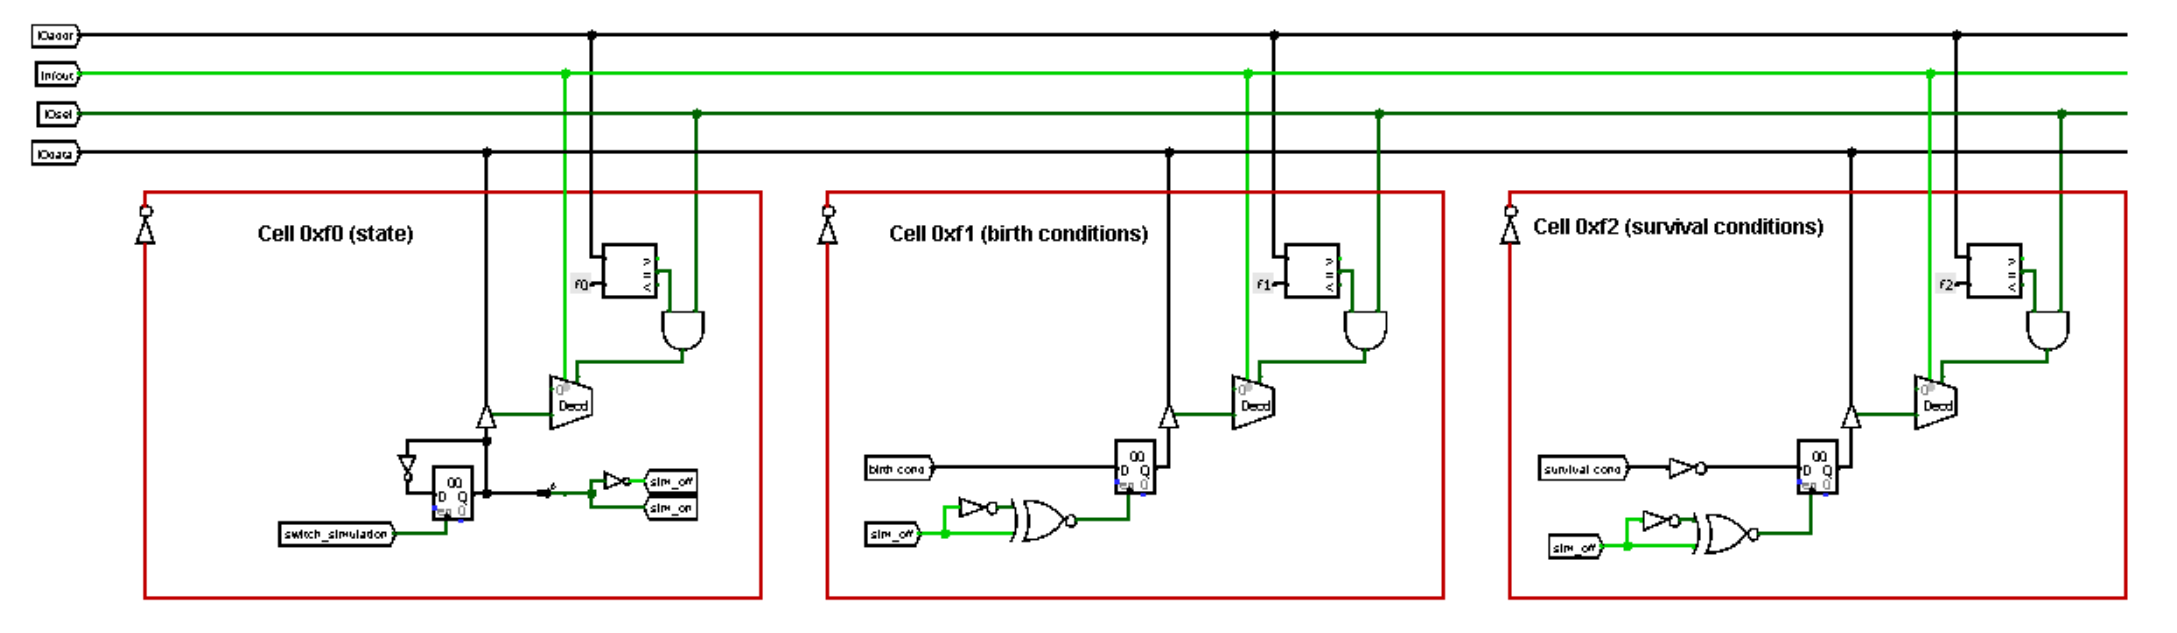 IOaddr
In/out
IOsel
IOdata
Cell 0xf0 (state)
>
=
<
f0
0
Decd
00
D Q
en 0
sim_off
sim_on
switch_simulation
Cell 0xf1 (birth conditions)
>
=
<
f1
0
Decd
birth cond
00
D Q
en 0
sim_off
Cell 0xf2 (survival conditions)
>
=
<
f2
0
Decd
survival cond
00
D Q
en 0
sim_off